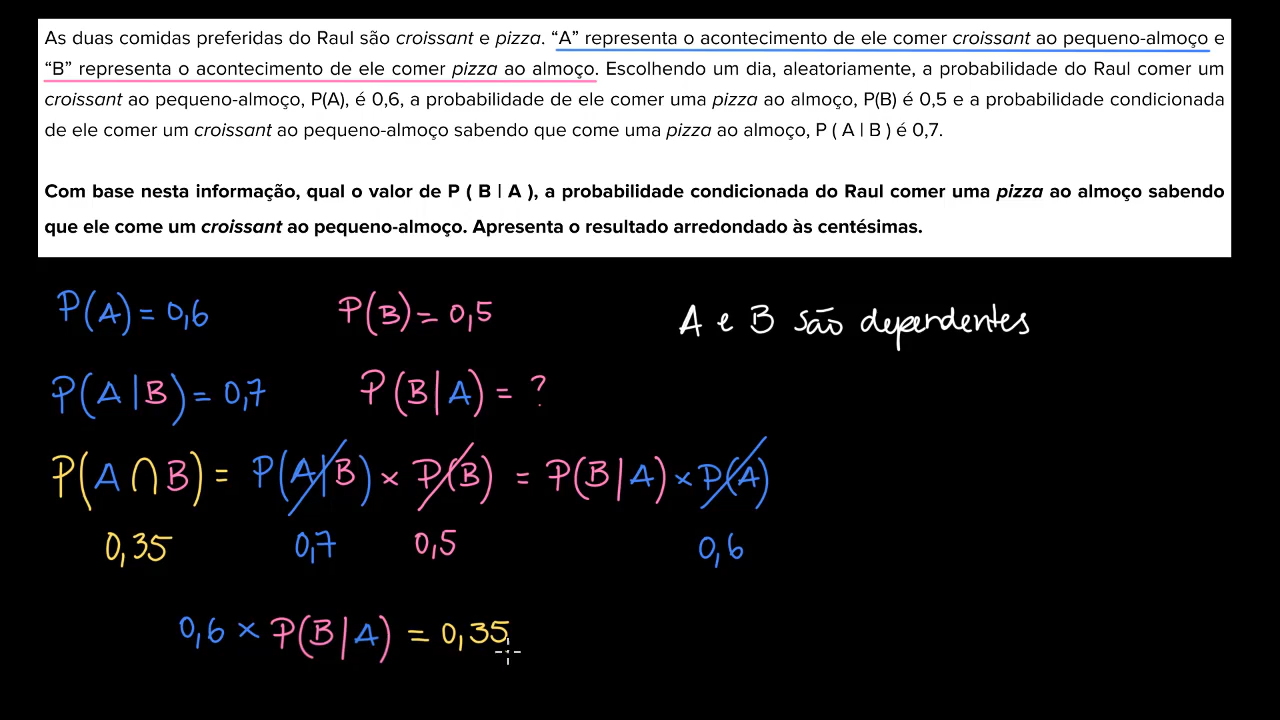 As duas comidas preferidas do Raul são croissant e pizza. “A” representa o acontecimento de ele comer croissant ao pequeno-almoço e
“B” representa o acontecimento de ele comer pizza ao almoço. Escolhendo um dia, aleatoriamente, a probabilidade do Raul comer um
croissant ao pequeno-almoço, P(A), é 0,6, a probabilidade de ele comer uma pizza ao almoço, P(B) é 0,5 e a probabilidade condicionada
de ele comer um croissant ao pequeno-almoço sabendo que come uma pizza ao almoço, P ( A | B ) é 0,7.
Com base nesta informação, qual o valor de P ( B | A ), a probabilidade condicionada do Raul comer uma pizza ao almoço sabendo
que ele come um croissant ao pequeno-almoço. Apresenta o resultado arredondado às centésimas.
P(A) = 0,6 P(B) = 0,5 A e B são dependentes
P(A|B) = 0,7 P(B|A) = ?
P(A ∩ B) = P(A|B) × P(B) = P(B|A) × P(A)
0,35 0,7 0,5 0,6
0,6 × P(B|A) = 0,35